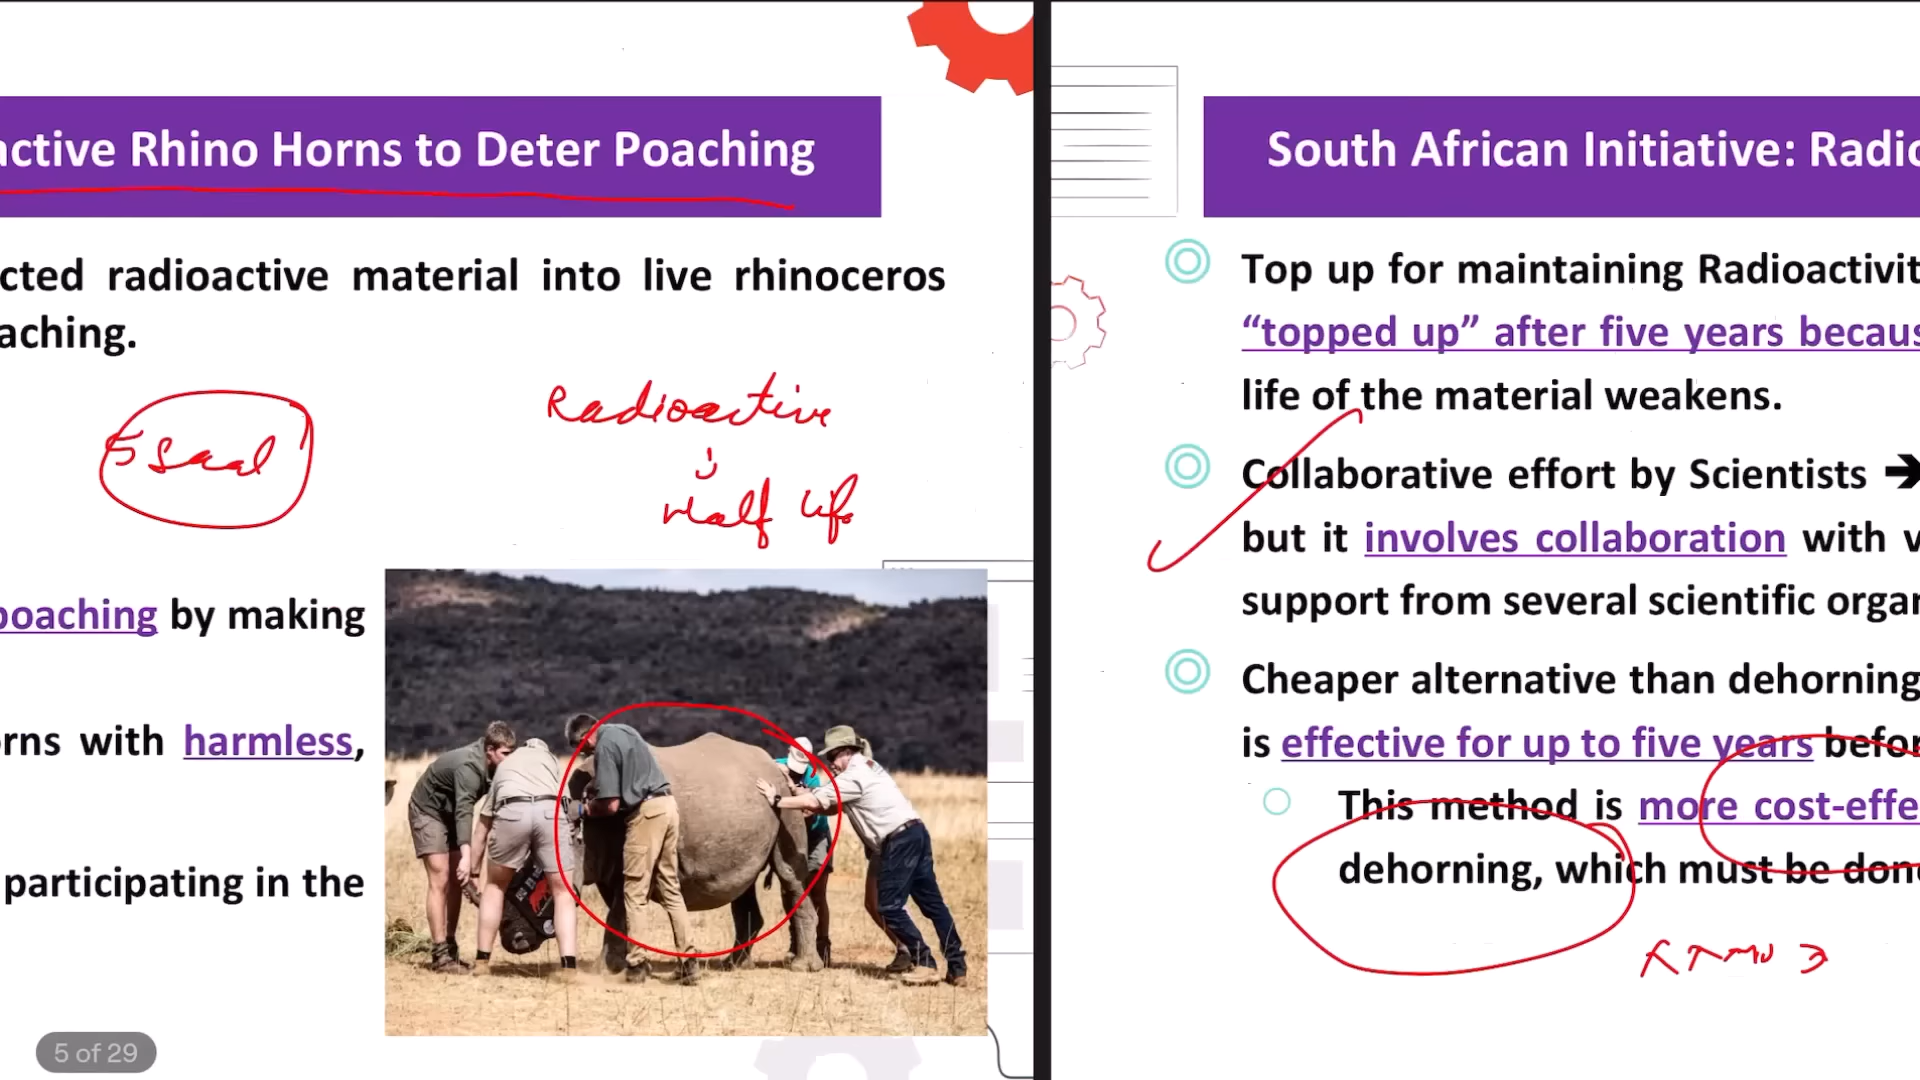 active Rhino Horns to Deter Poaching
cted radioactive material into live rhinoceros
aching.
5 Saal
Radioactive
Half life
poaching by making
rns with harmless,
participating in the
5 of 29
South African Initiative: Radio
Top up for maintaining Radioactivit
“topped up” after five years becaus
life of the material weakens.
Collaborative effort by Scientists ➔
but it involves collaboration with v
support from several scientific organ
Cheaper alternative than dehorning
is effective for up to five years befor
This method is more cost-effe
dehorning, which must be done